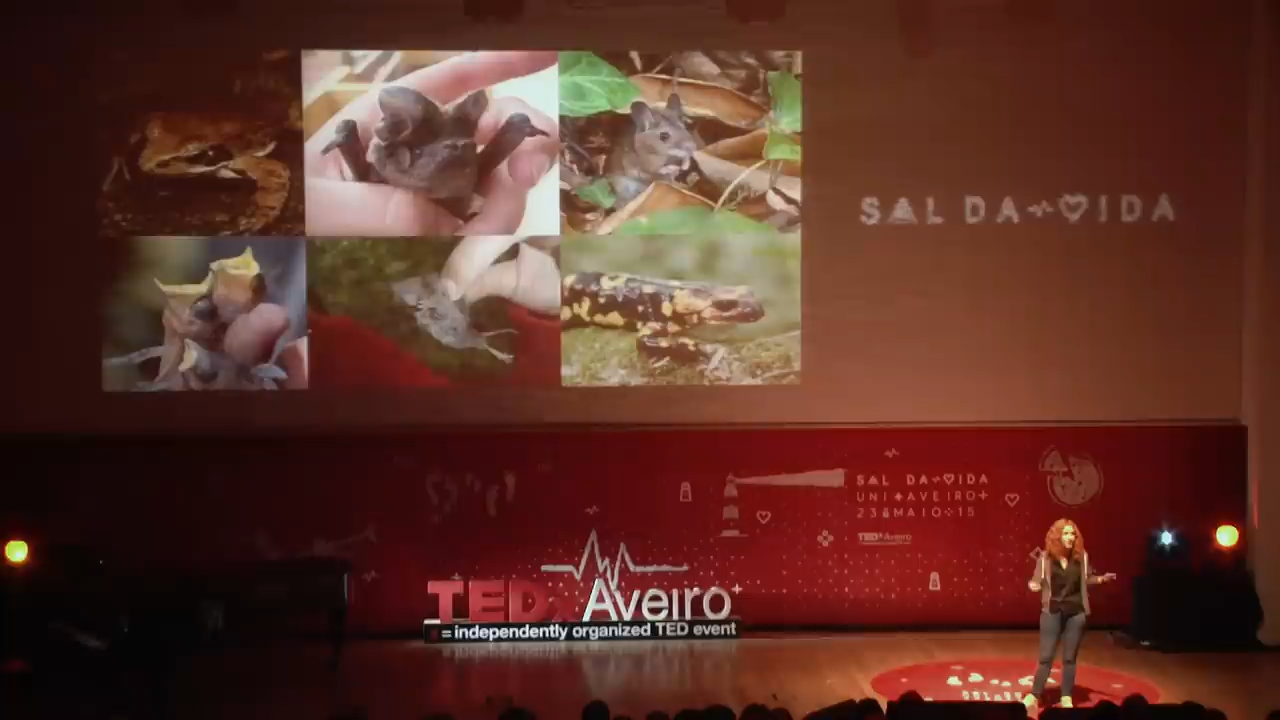 SAL DA VIDA
SAL DA VIDA
UNI AVEIRO
23 MAIO 15
TEDxAveiro
TEDxAveiro
= independently organized TED event